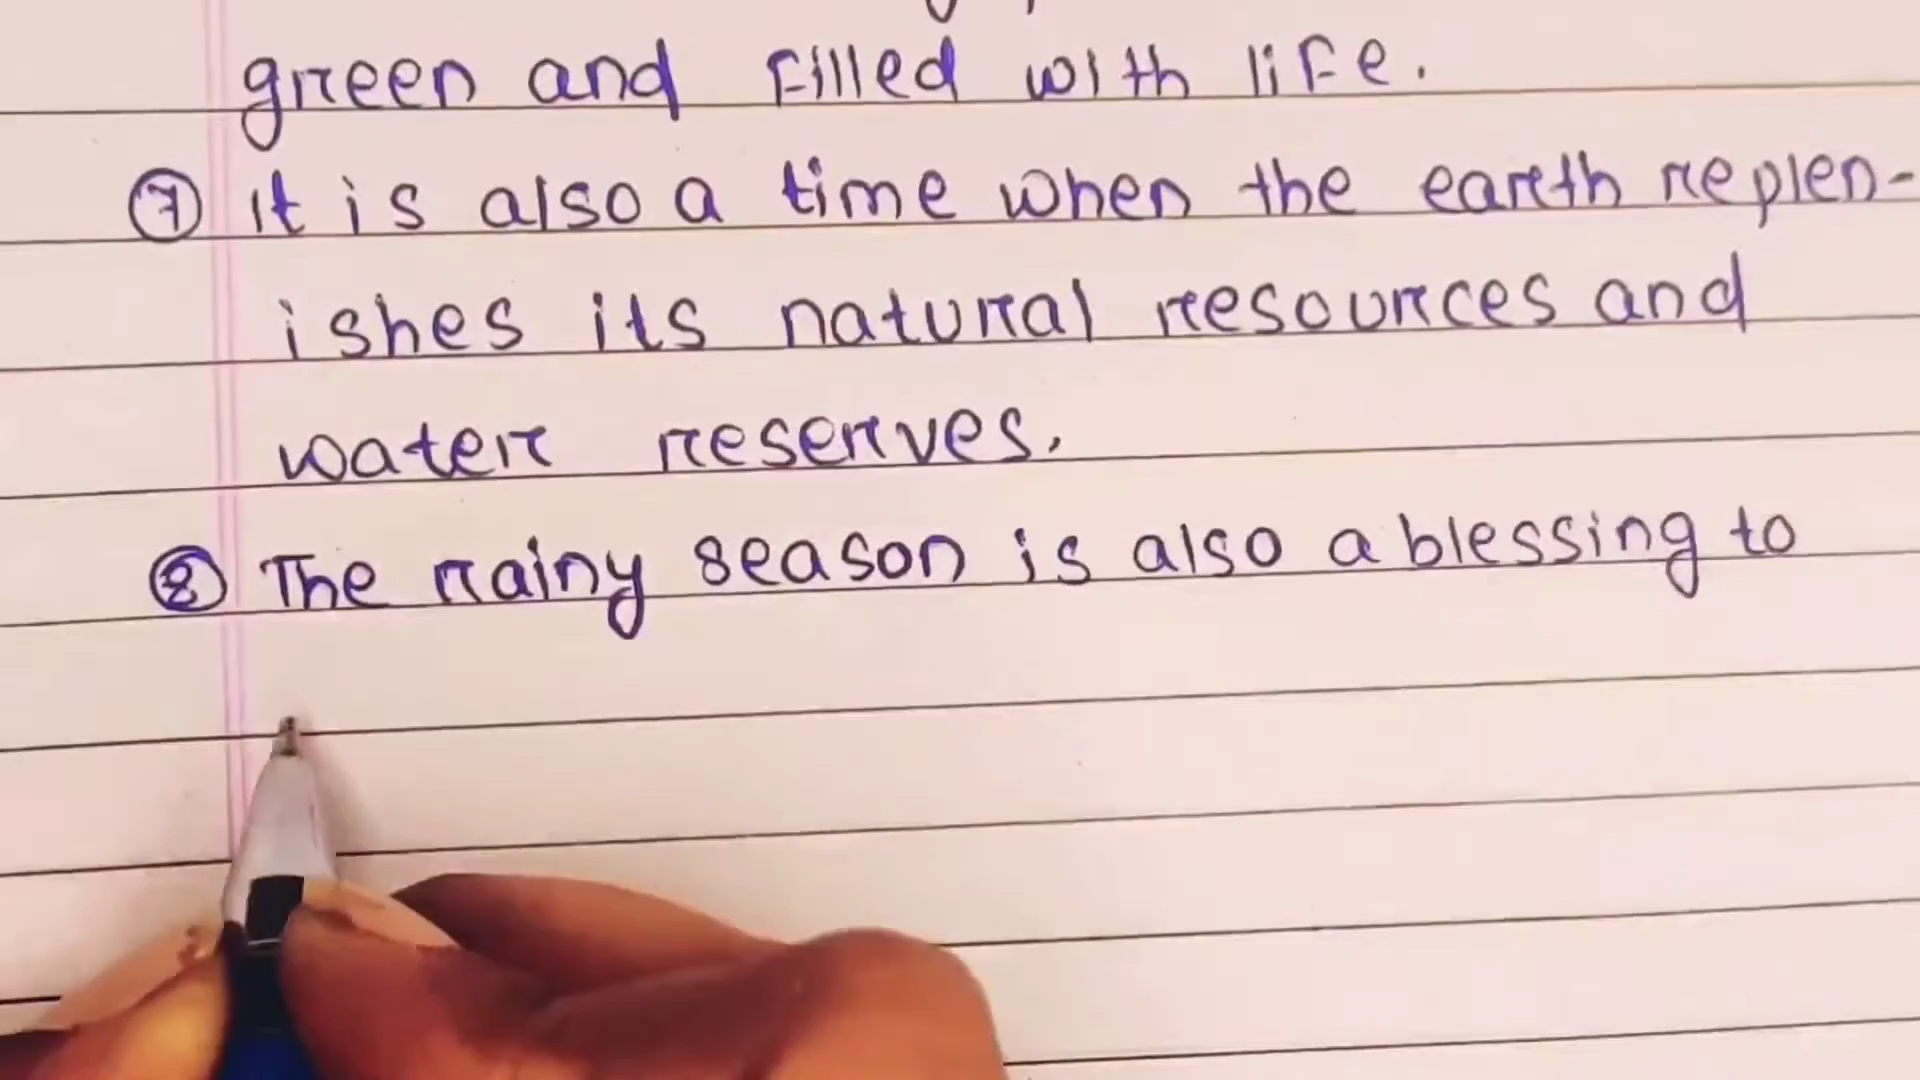 green and filled with life.
⑦ It is also a time when the earth replen-
ishes its natural resources and
water reserves.
⑧ The rainy season is also a blessing to